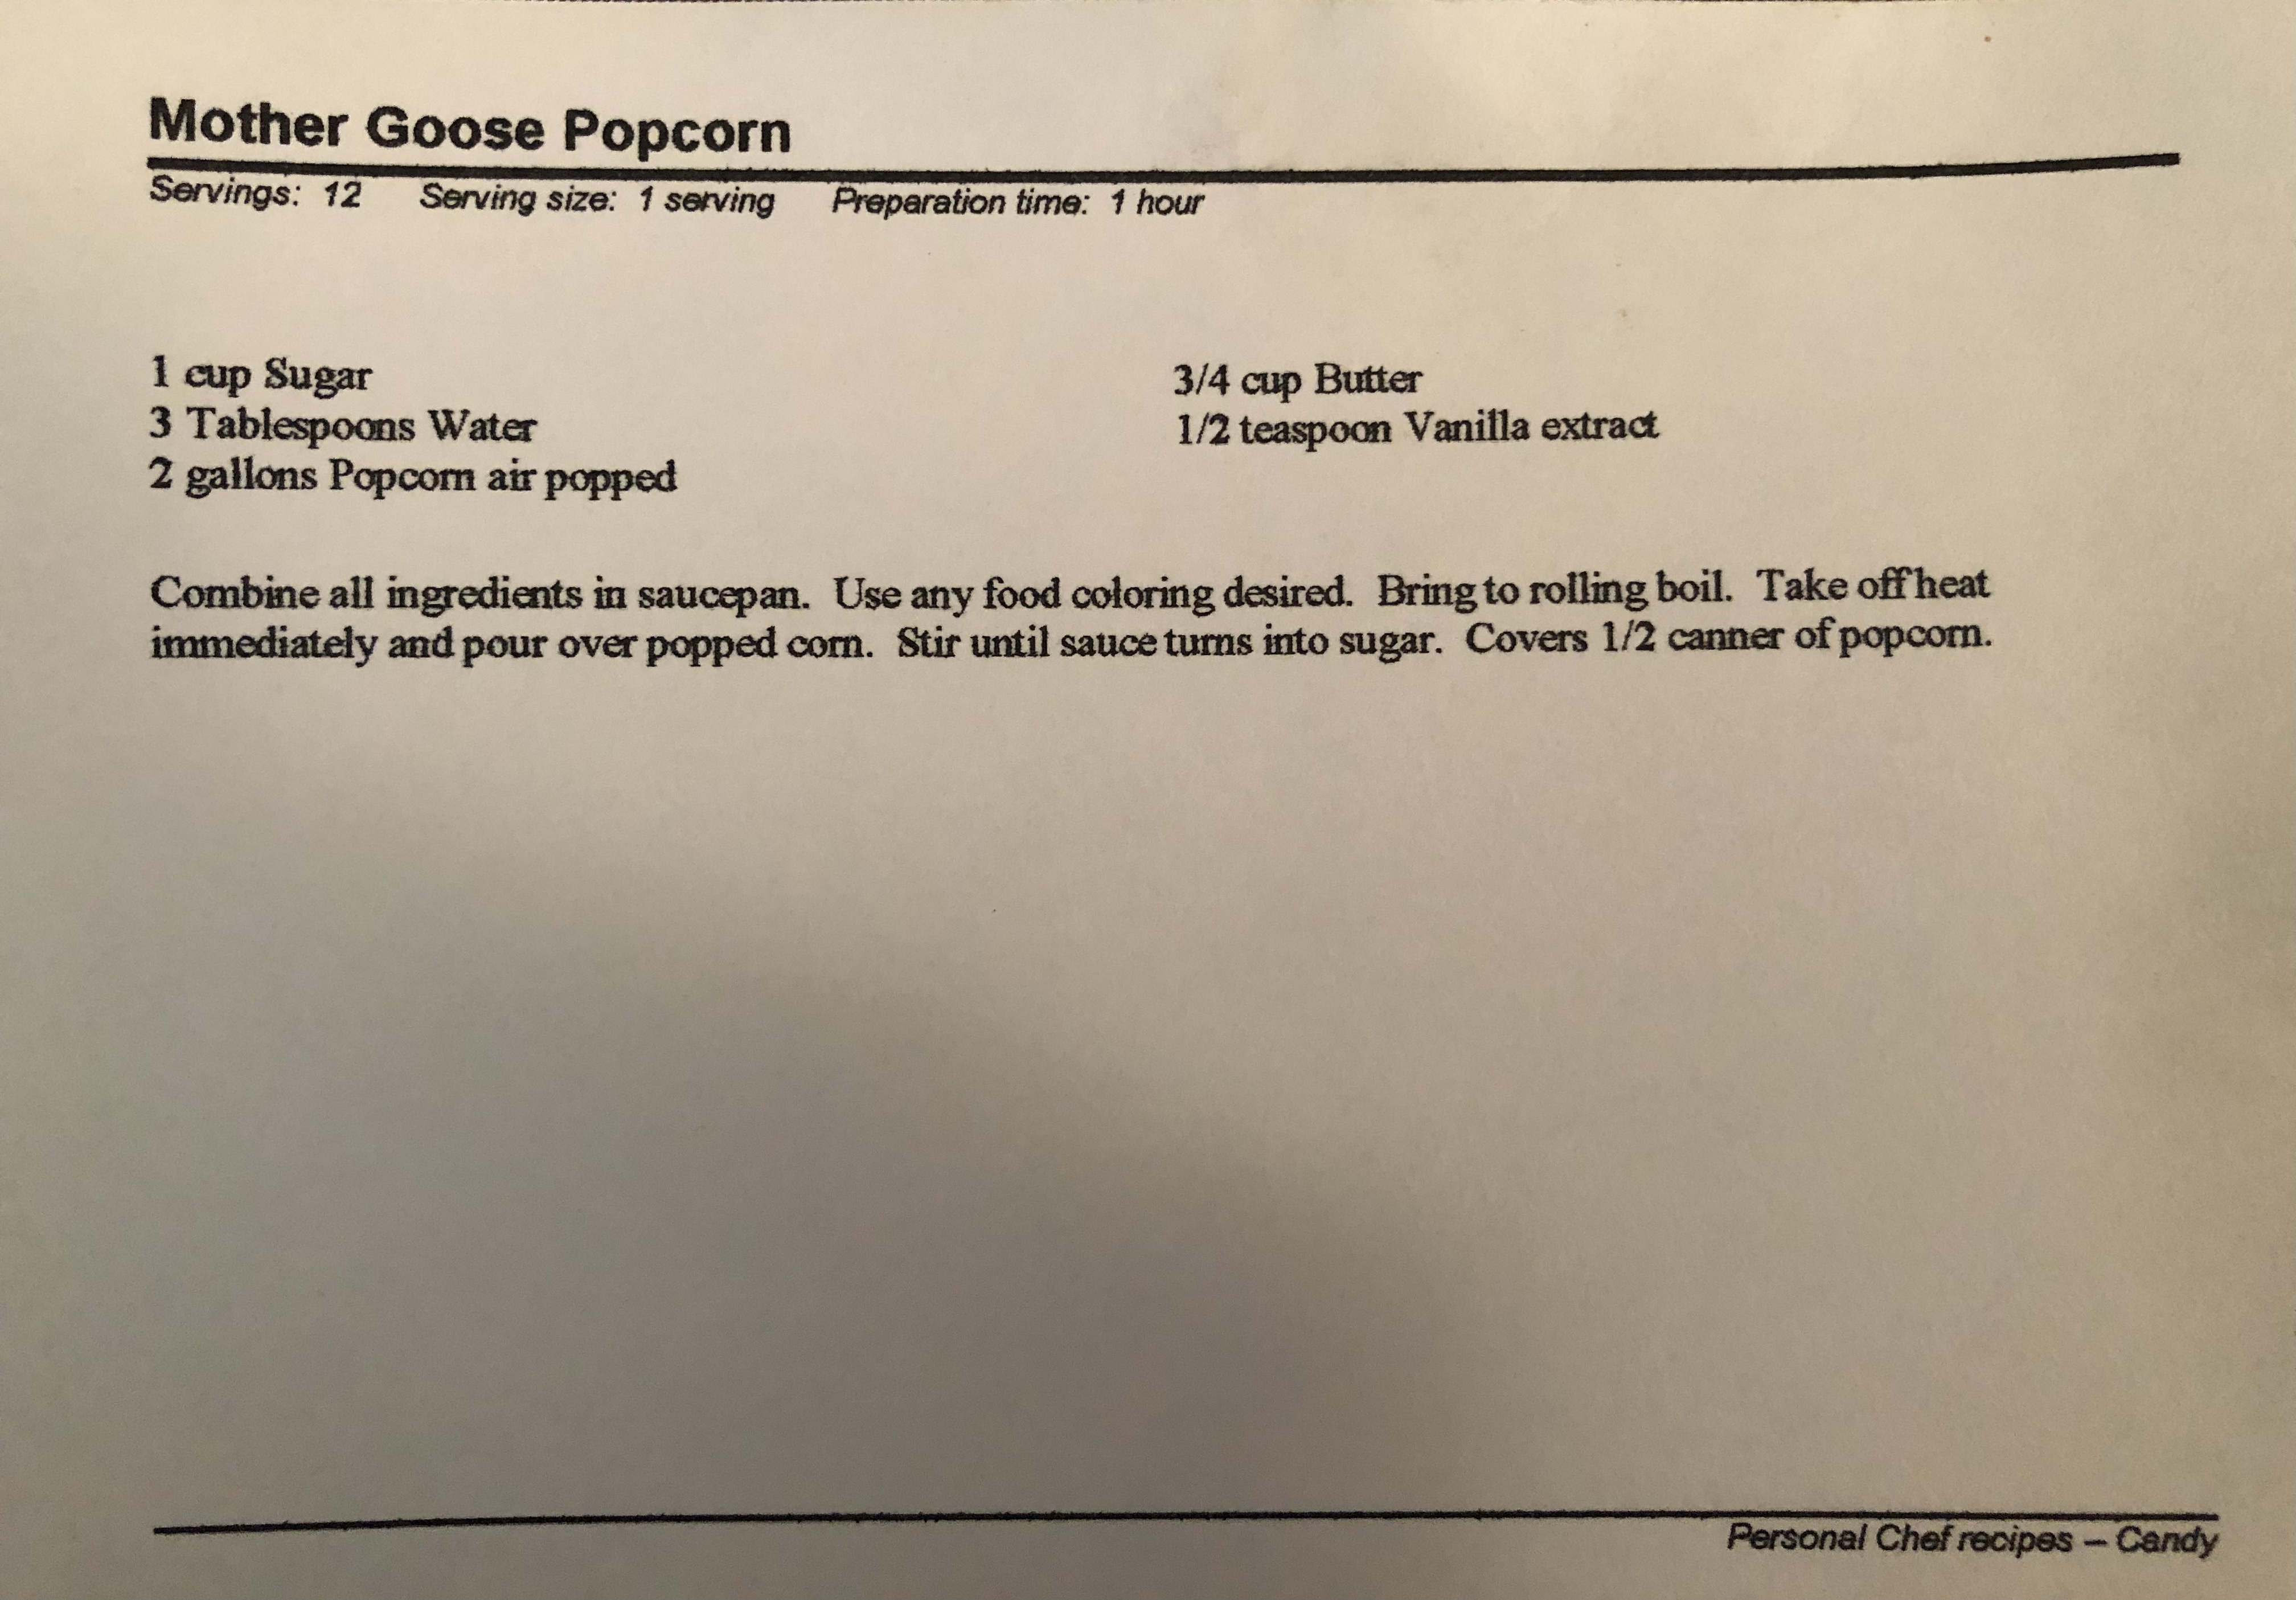 Mother Goose Popcorn
Servings: 12 Serving size: 1 serving Preparation time: 1 hour
1 cup Sugar
3 Tablespoons Water
2 gallons Popcorn air popped
3/4 cup Butter
1/2 teaspoon Vanilla extract
Combine all ingredients in saucepan. Use any food coloring desired. Bring to rolling boil. Take off heat
immediately and pour over popped corn. Stir until sauce turns into sugar. Covers 1/2 canner of popcorn.
Personal Chef recipes – Candy